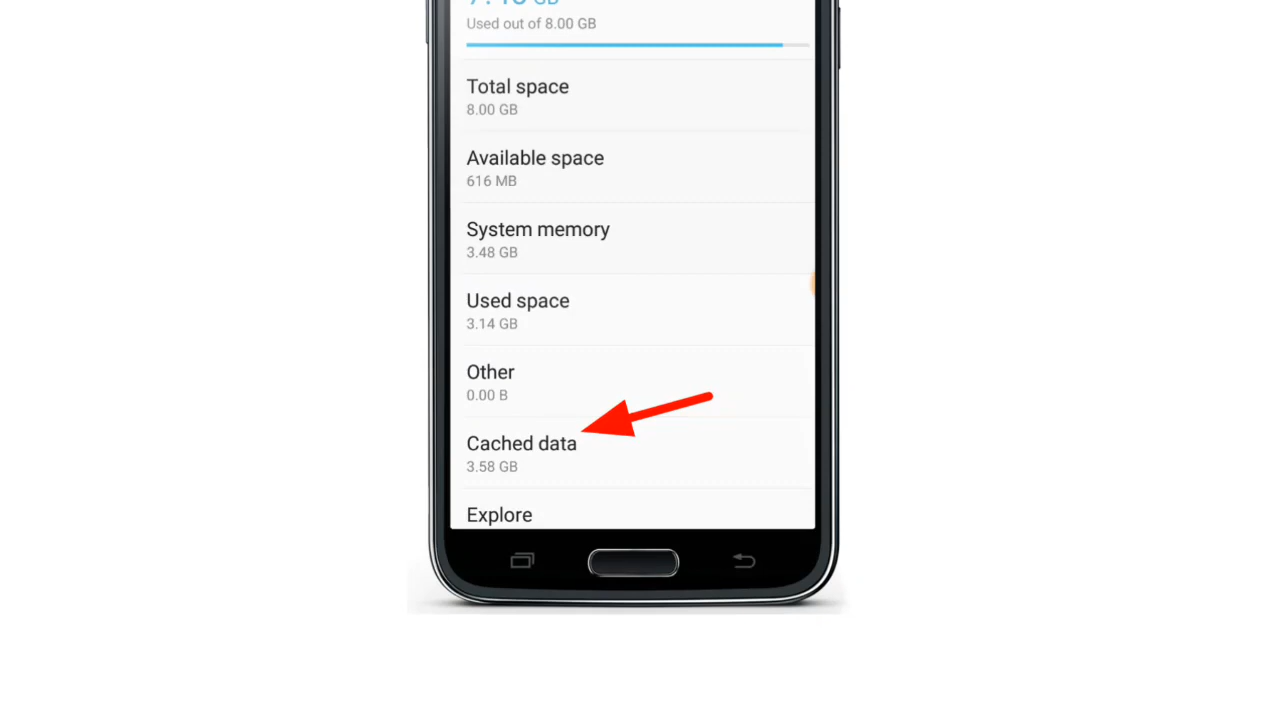 GB
Used out of 8.00 GB
Total space
8.00 GB
Available space
616 MB
System memory
3.48 GB
Used space
3.14 GB
Other
0.00 B
Cached data
3.58 GB
Explore